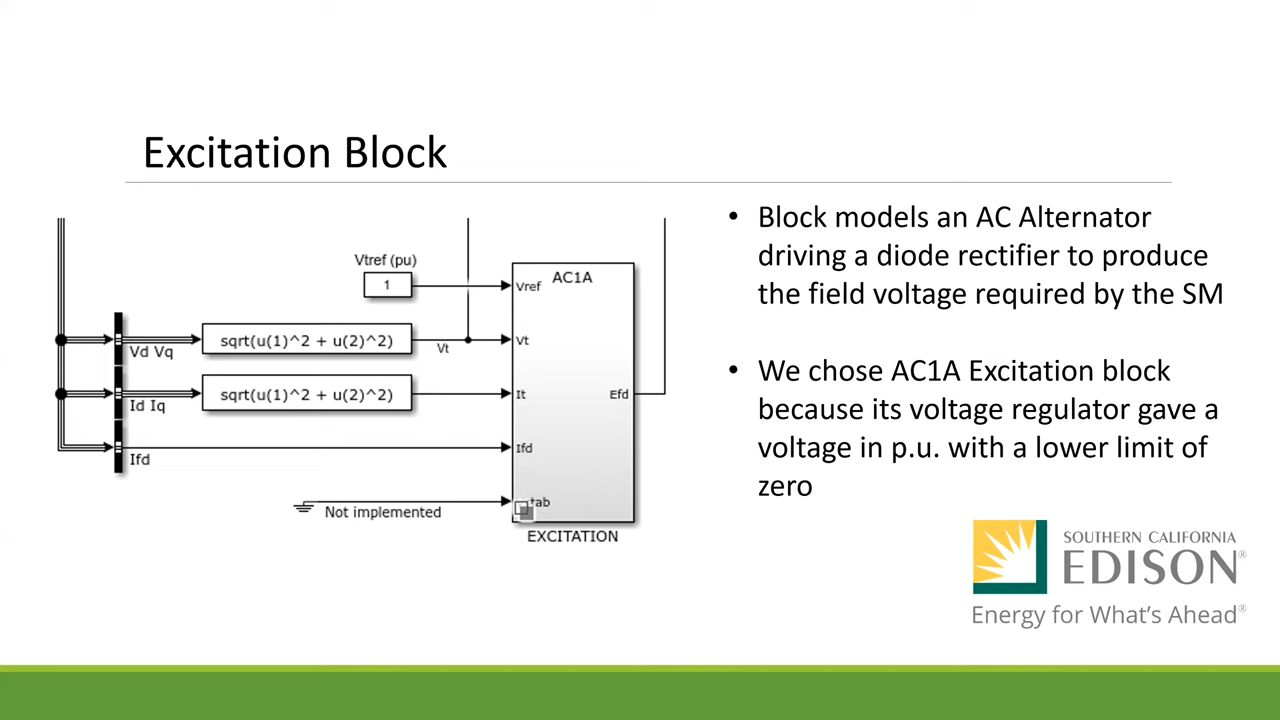 Excitation Block
Vtref (pu)
1
Vref
AC1A
Vd Vq
sqrt(u(1)^2 + u(2)^2)
Vt
Vt
Id Iq
sqrt(u(1)^2 + u(2)^2)
It
Efd
Ifd
Ifd
Not implemented
tab
EXCITATION
• Block models an AC Alternator
driving a diode rectifier to produce
the field voltage required by the SM
• We chose AC1A Excitation block
because its voltage regulator gave a
voltage in p.u. with a lower limit of
zero
SOUTHERN CALIFORNIA
EDISON®
Energy for What's Ahead®